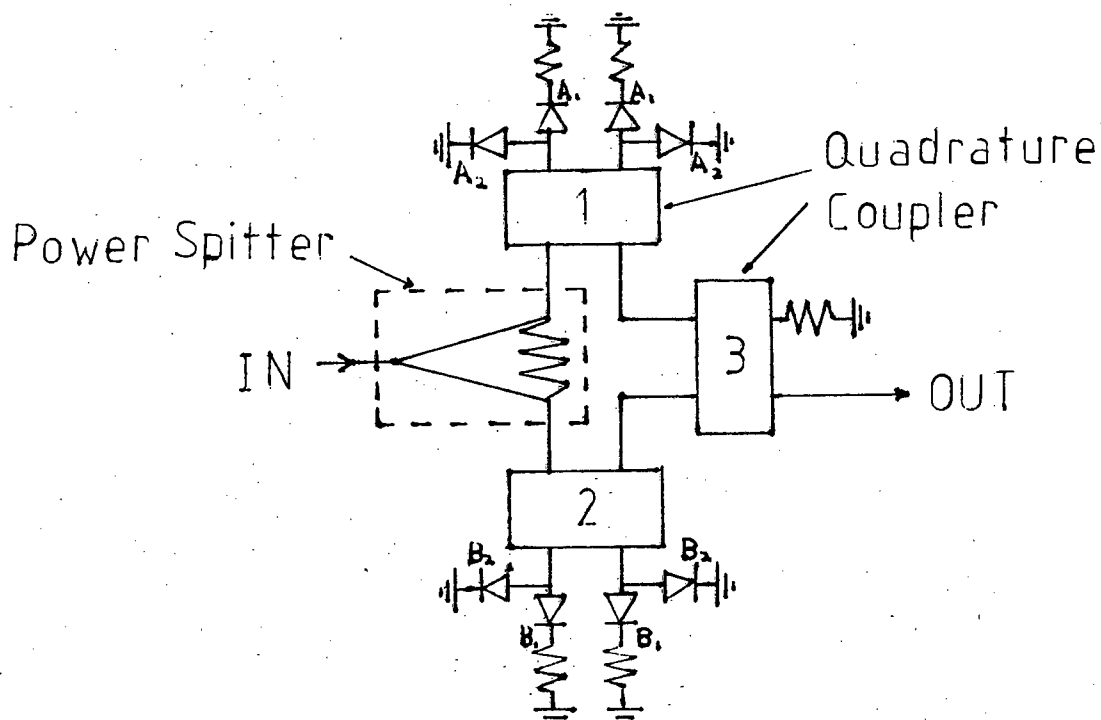 A₁ A₁
A₂ A₂
Quadrature
Coupler
1
Power Spitter
3
IN
OUT
2
B₂ B₂
B₁ B₁